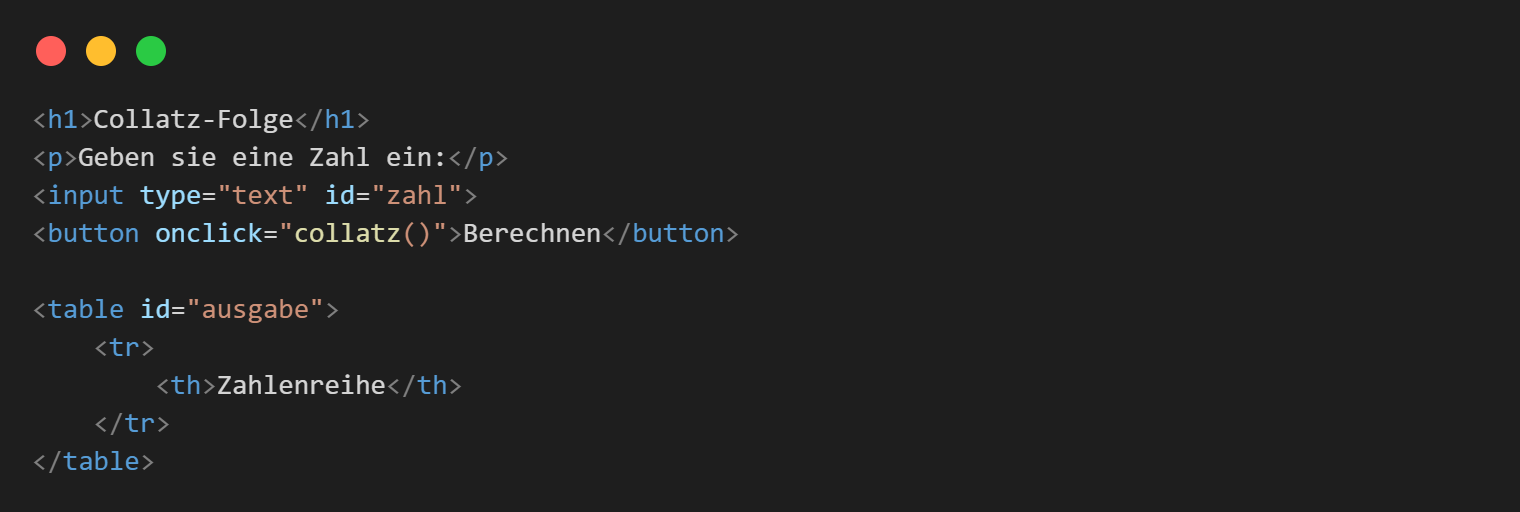 <h1>Collatz-Folge</h1>
<p>Geben sie eine Zahl ein:</p>
<input type="text" id="zahl">
<button onclick="collatz()">Berechnen</button>

<table id="ausgabe">
    <tr>
        <th>Zahlenreihe</th>
    </tr>
</table>